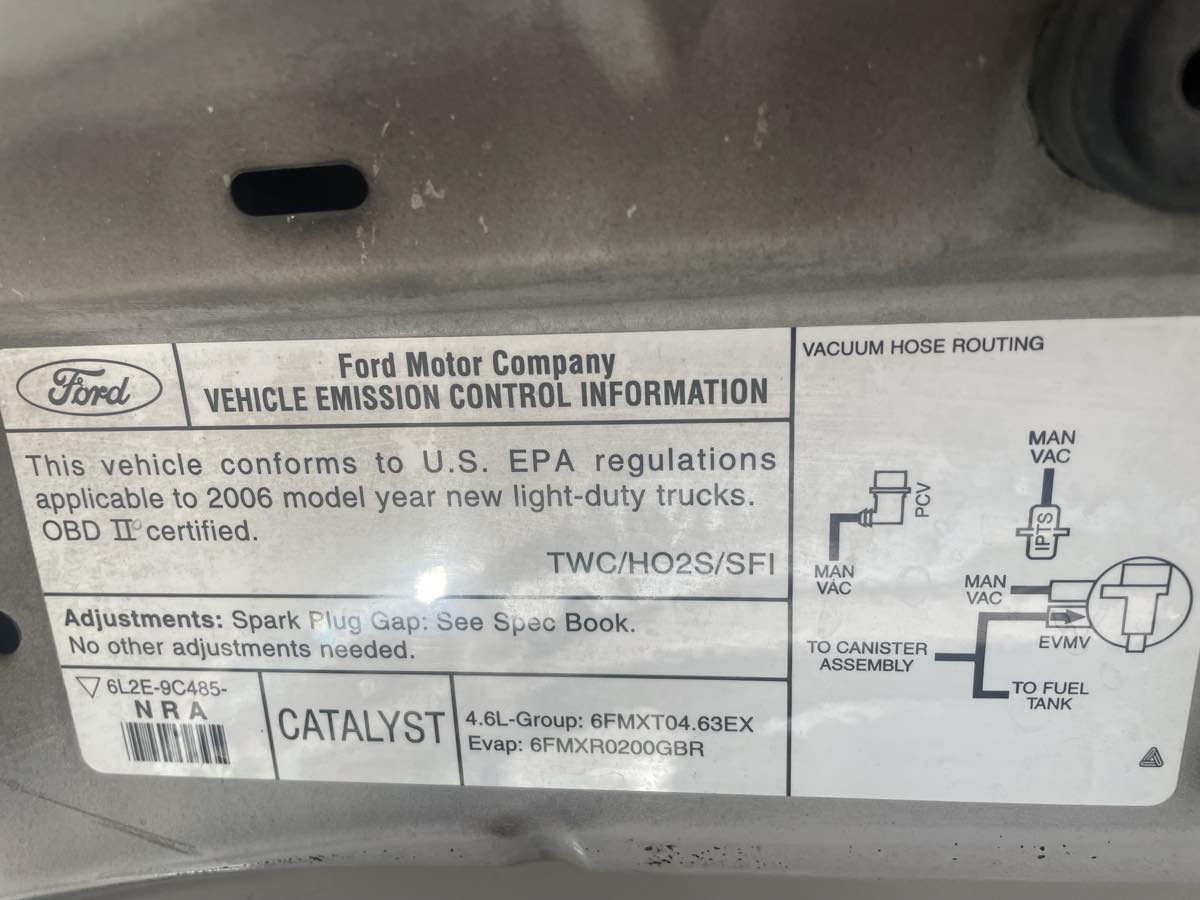 Ford
Ford Motor Company
VEHICLE EMISSION CONTROL INFORMATION
This vehicle conforms to U.S. EPA regulations
applicable to 2006 model year new light-duty trucks.
OBD II certified.
TWC/HO2S/SFI
Adjustments: Spark Plug Gap: See Spec Book.
No other adjustments needed.
6L2E-9C485-
N R A
CATALYST
4.6L-Group: 6FMXT04.63EX
Evap: 6FMXR0200GBR
VACUUM HOSE ROUTING
MAN
VAC
PCV
MAN
VAC
IPTS
MAN
VAC
EVMV
TO CANISTER
ASSEMBLY
TO FUEL
TANK